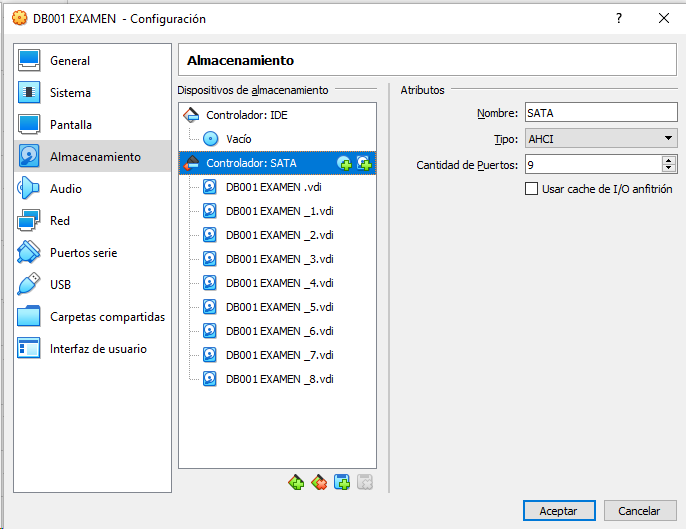 DB001 EXAMEN  - Configuración
? ×
General
Sistema
Pantalla
Almacenamiento
Audio
Red
Puertos serie
USB
Carpetas compartidas
Interfaz de usuario
Almacenamiento
Dispositivos de almacenamiento
Controlador: IDE
Vacío
Controlador: SATA
DB001 EXAMEN .vdi
DB001 EXAMEN _1.vdi
DB001 EXAMEN _2.vdi
DB001 EXAMEN _3.vdi
DB001 EXAMEN _4.vdi
DB001 EXAMEN _5.vdi
DB001 EXAMEN _6.vdi
DB001 EXAMEN _7.vdi
DB001 EXAMEN _8.vdi
Atributos
Nombre: SATA
Tipo: AHCI
Cantidad de Puertos: 9
Usar cache de I/O anfitrión
Aceptar
Cancelar